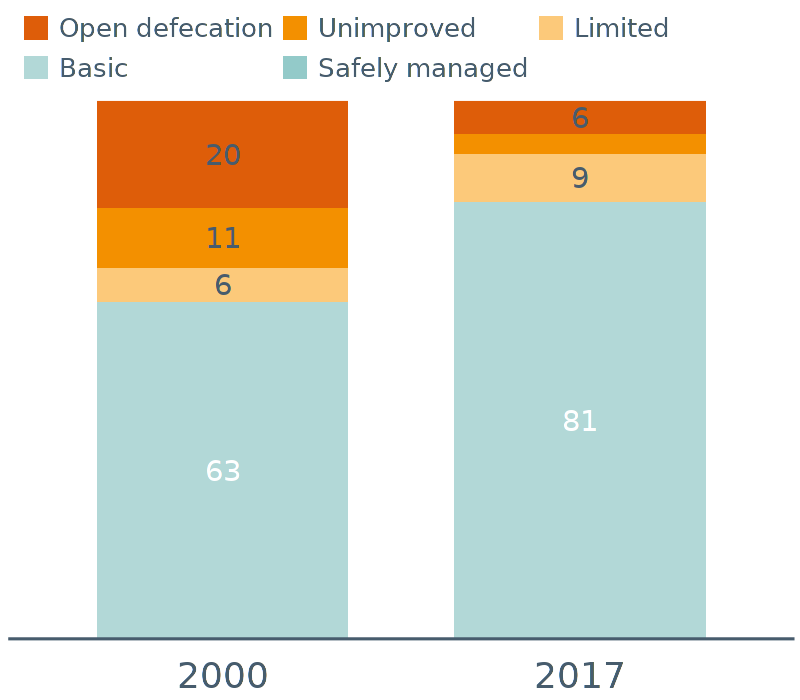 Open defecation Unimproved Limited
Basic Safely managed
20 6
11 9
6
63 81
2000 2017